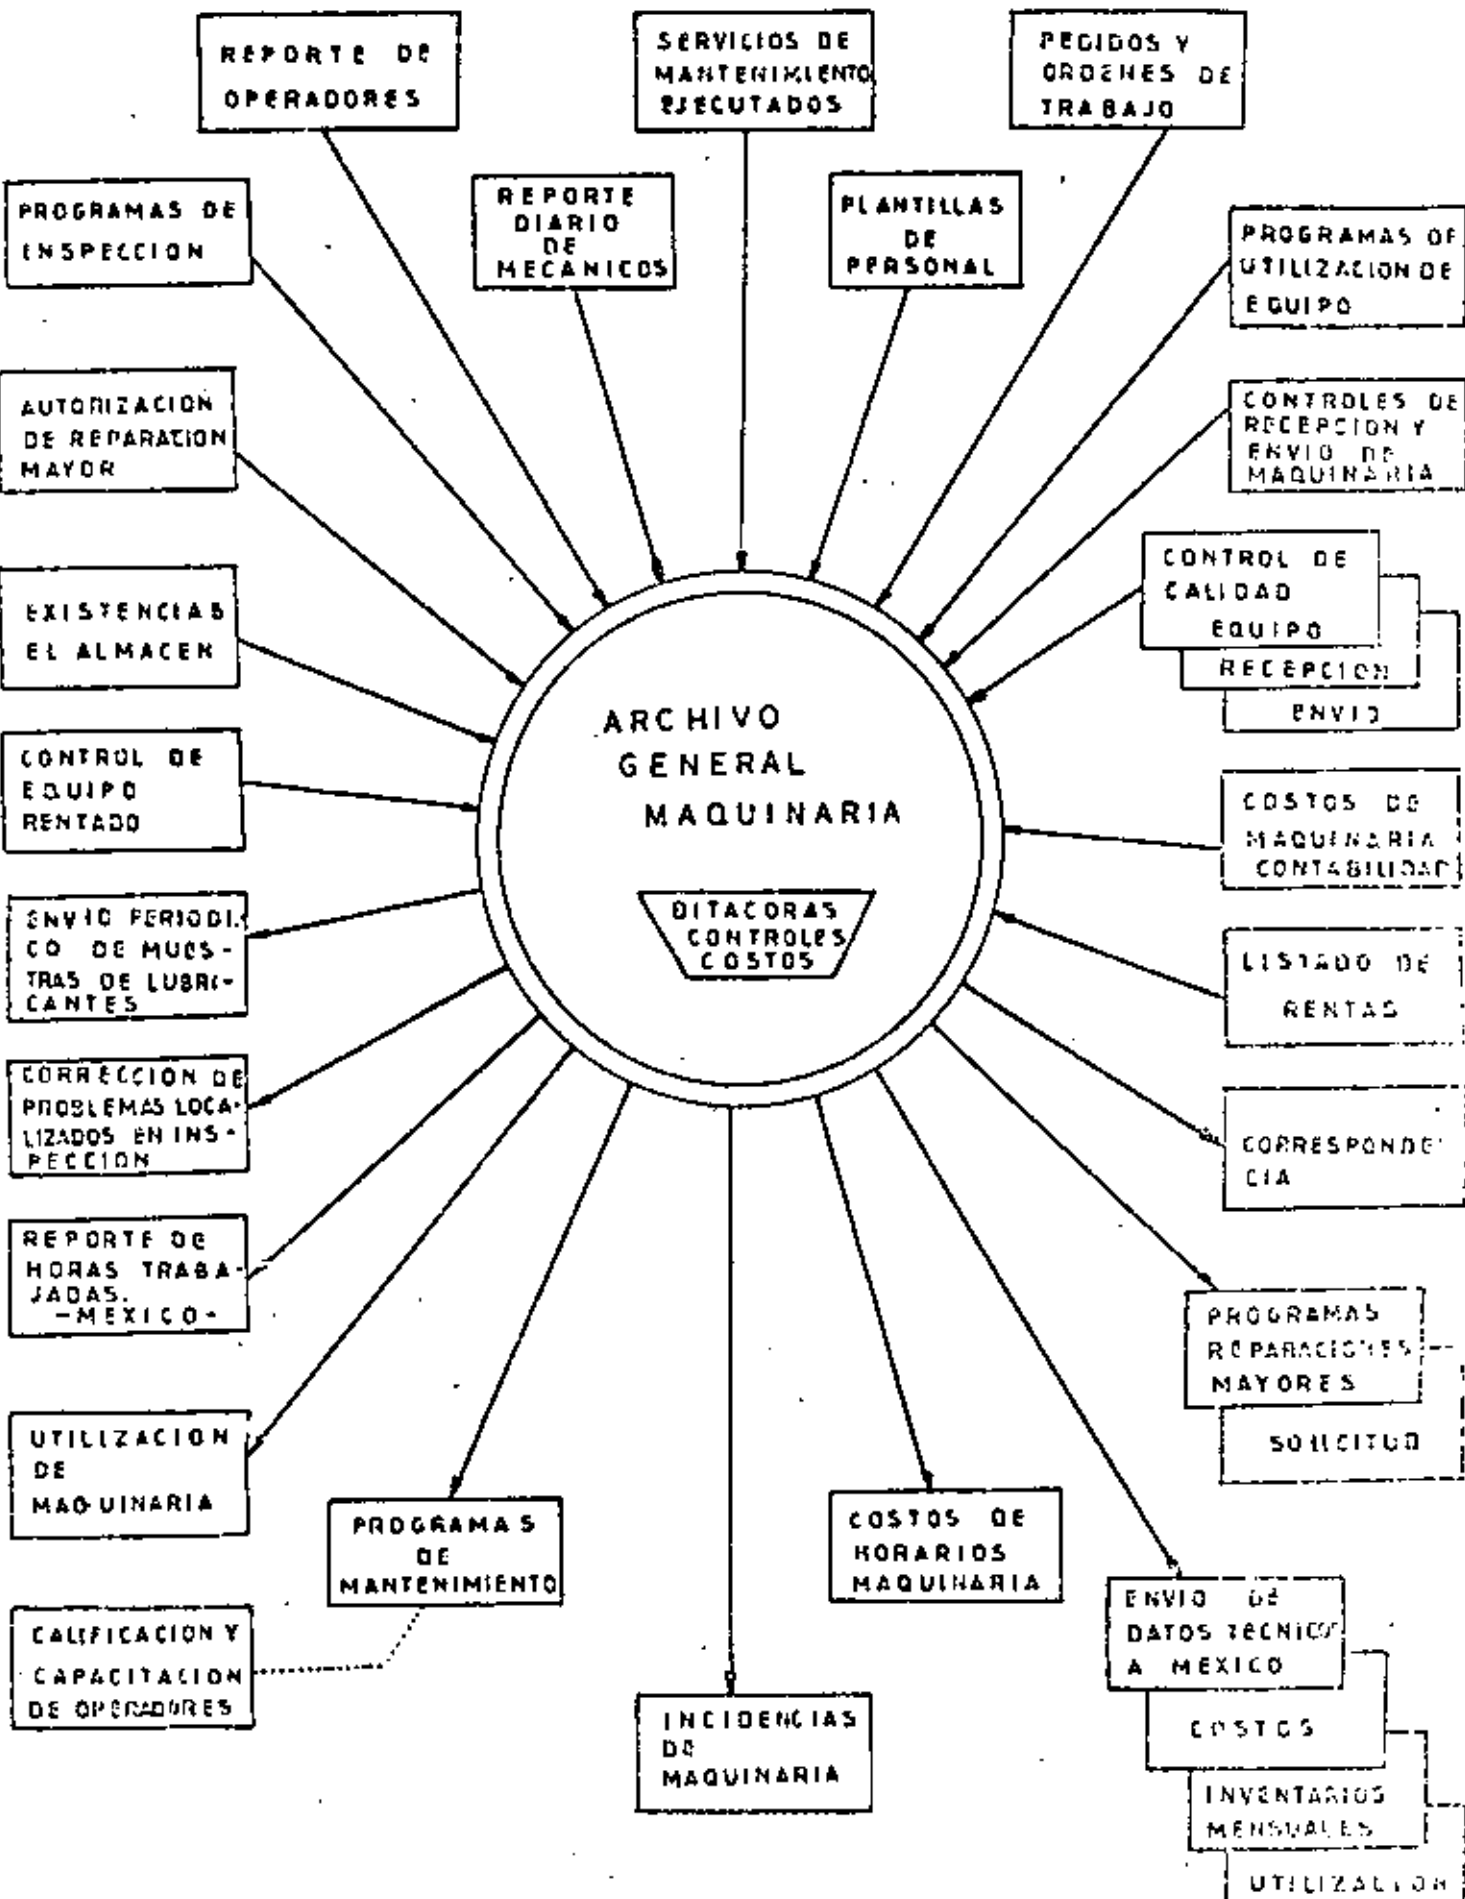 REPORTE DE
OPERADORES
SERVICIOS DE
MANTENIMIENTO
EJECUTADOS
PEDIDOS Y
ORDENES DE
TRABAJO
PROGRAMAS DE
INSPECCION
REPORTE
DIARIO
DE
MECANICOS
PLANTILLAS
DE
PERSONAL
PROGRAMAS DE
UTILIZACION DE
EQUIPO
AUTORIZACION
DE REPARACION
MAYOR
CONTROLES DE
RECEPCION Y
ENVIO DE
MAQUINARIA
EXISTENCIAS
EL ALMACEN
CONTROL DE
CALIDAD
EQUIPO
RECEPCION
ENVIO
ARCHIVO
GENERAL
MAQUINARIA
BITACORAS
CONTROLES
COSTOS
CONTROL DE
EQUIPO
RENTADO
COSTOS DE
MAQUINARIA
CONTABILIDAD
ENVIO PERIODI-
CO DE MUES-
TRAS DE LUBRI-
CANTES
LISTADO DE
RENTAS
CORRECCION DE
PROBLEMAS LOCA-
LIZADOS EN INS-
PECCION
CORRESPONDE
CIA
REPORTE DE
HORAS TRABA-
JADAS.
-MEXICO-
PROGRAMAS
REPARACIONES
MAYORES
SOLICITUD
UTILIZACION
DE
MAQUINARIA
PROGRAMAS
DE
MANTENIMIENTO
COSTOS DE
HORARIOS
MAQUINARIA
CALIFICACION Y
CAPACITACION
DE OPERADORES
INCIDENCIAS
DE
MAQUINARIA
ENVIO DE
DATOS TECNICOS
A MEXICO
COSTOS
INVENTARIOS
MENSUALES
UTILIZACION